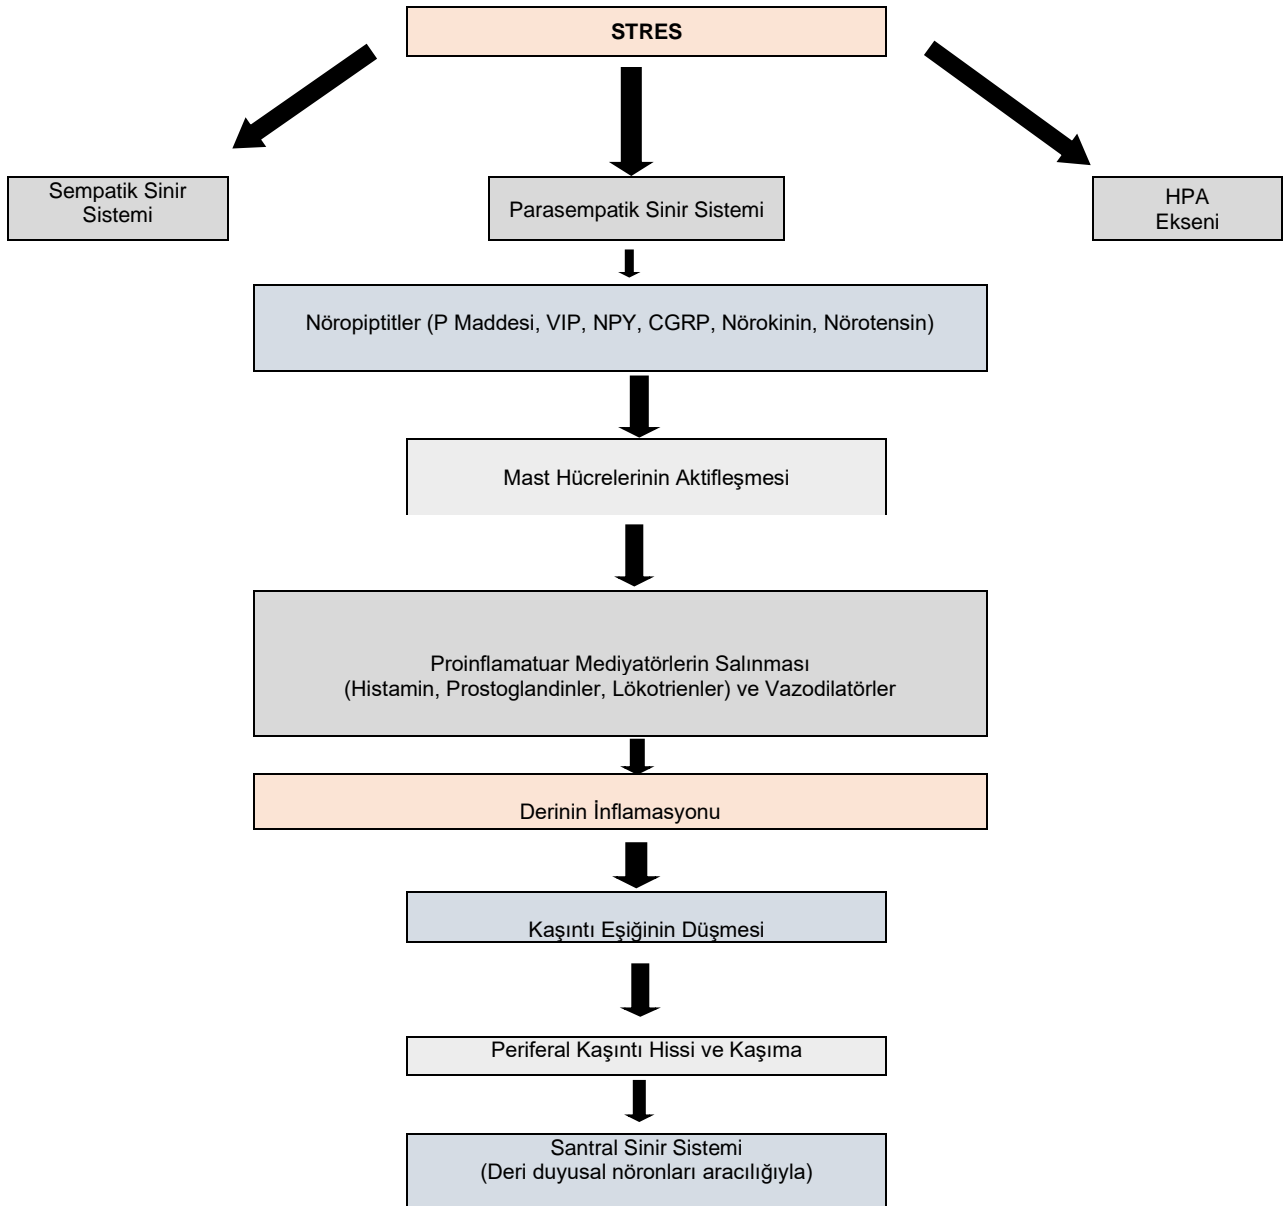 STRES
Sempatik Sinir
Sistemi
Parasempatik Sinir Sistemi
HPA
Ekseni
Nöropiptitler (P Maddesi, VIP, NPY, CGRP, Nörokinin, Nörotensin)
Mast Hücrelerinin Aktifleşmesi
Proinflamatuar Mediyatörlerin Salınması
(Histamin, Prostoglandinler, Lökotrienler) ve Vazodilatörler
Derinin İnflamasyonu
Kaşıntı Eşiğinin Düşmesi
Periferal Kaşıntı Hissi ve Kaşıma
Santral Sinir Sistemi
(Deri duyusal nöronları aracılığıyla)